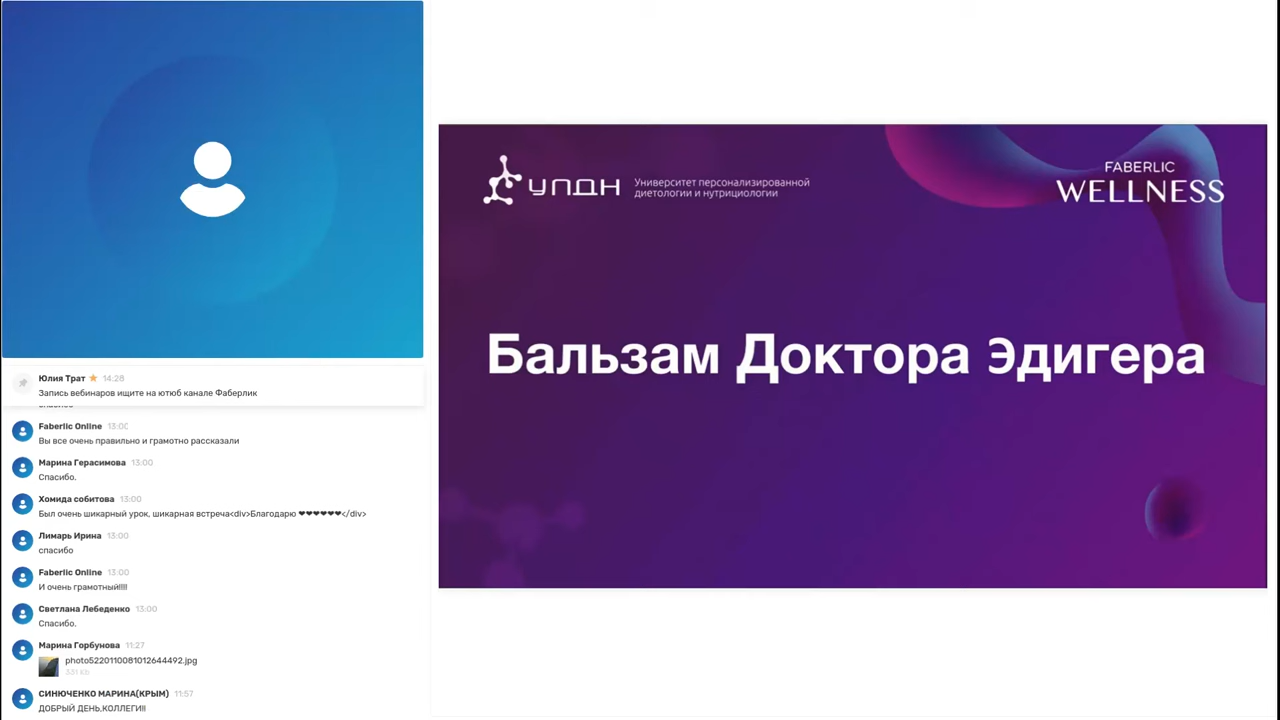 Юлия Трат 14:28
Запись вебинаров ищите на ютюб канале Фаберлик
Faberlic Online 13:00
Вы все очень правильно и грамотно рассказали
Марина Герасимова 13:00
Спасибо.
Хомида собитова 13:00
Был очень шикарный урок, шикарная встреча<div>Благодарю ❤❤❤❤❤❤</div>
Лимарь Ирина 13:00
спасибо
Faberlic Online 13:00
И очень грамотный!!!!
Светлана Лебеденко 13:00
Спасибо.
Марина Горбунова 11:27
photo5220110081012644492.jpg
331 Kb
СИНЮЧЕНКО МАРИНА(КРЫМ) 11:57
ДОБРЫЙ ДЕНЬ,КОЛЛЕГИ!!
УПДН
Университет персонализированной
диетологии и нутрициологии
FABERLIC
WELLNESS
Бальзам Доктора Эдигера